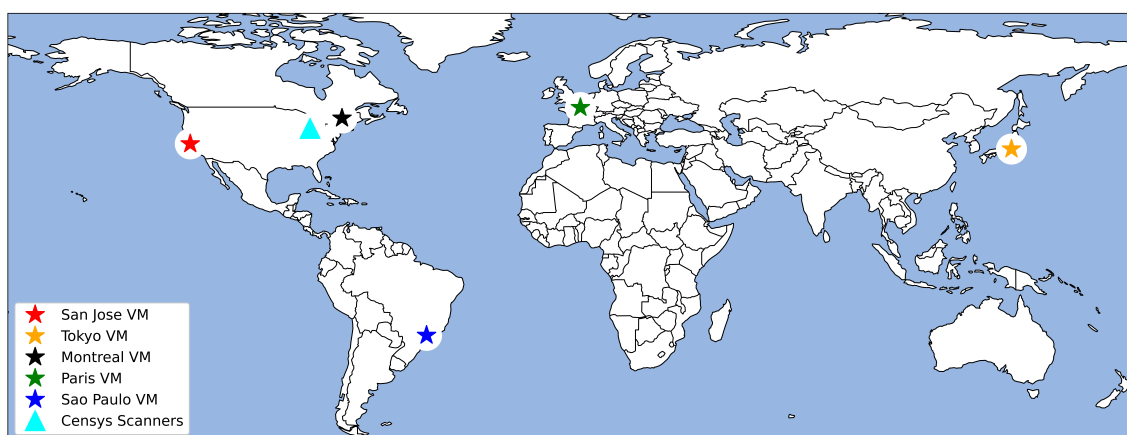 San Jose VM
Tokyo VM
Montreal VM
Paris VM
Sao Paulo VM
Censys Scanners